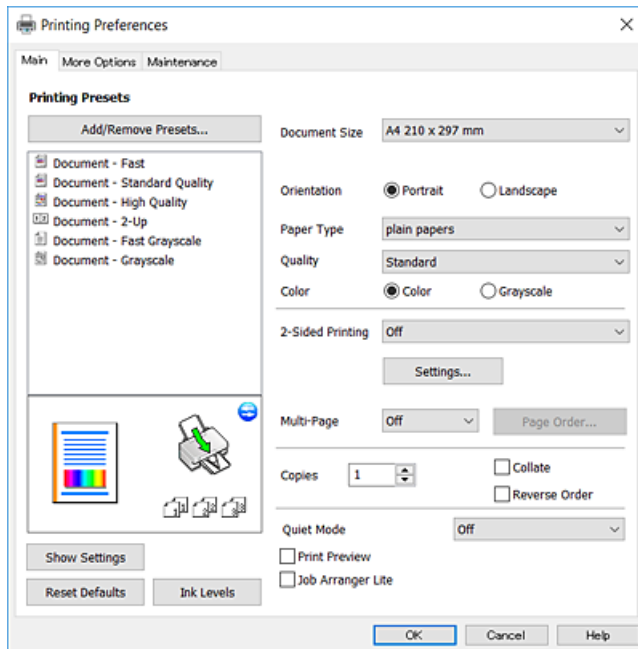 Printing Preferences
Main
More Options
Maintenance
Printing Presets
Add/Remove Presets...
Document - Fast
Document - Standard Quality
Document - High Quality
Document - 2-Up
Document - Fast Grayscale
Document - Grayscale
Show Settings
Reset Defaults
Ink Levels
Document Size
A4 210 x 297 mm
Orientation
Portrait
Landscape
Paper Type
plain papers
Quality
Standard
Color
Color
Grayscale
2-Sided Printing
Off
Settings...
Multi-Page
Off
Page Order...
Copies
1
Collate
Reverse Order
Quiet Mode
Off
Print Preview
Job Arranger Lite
OK
Cancel
Help